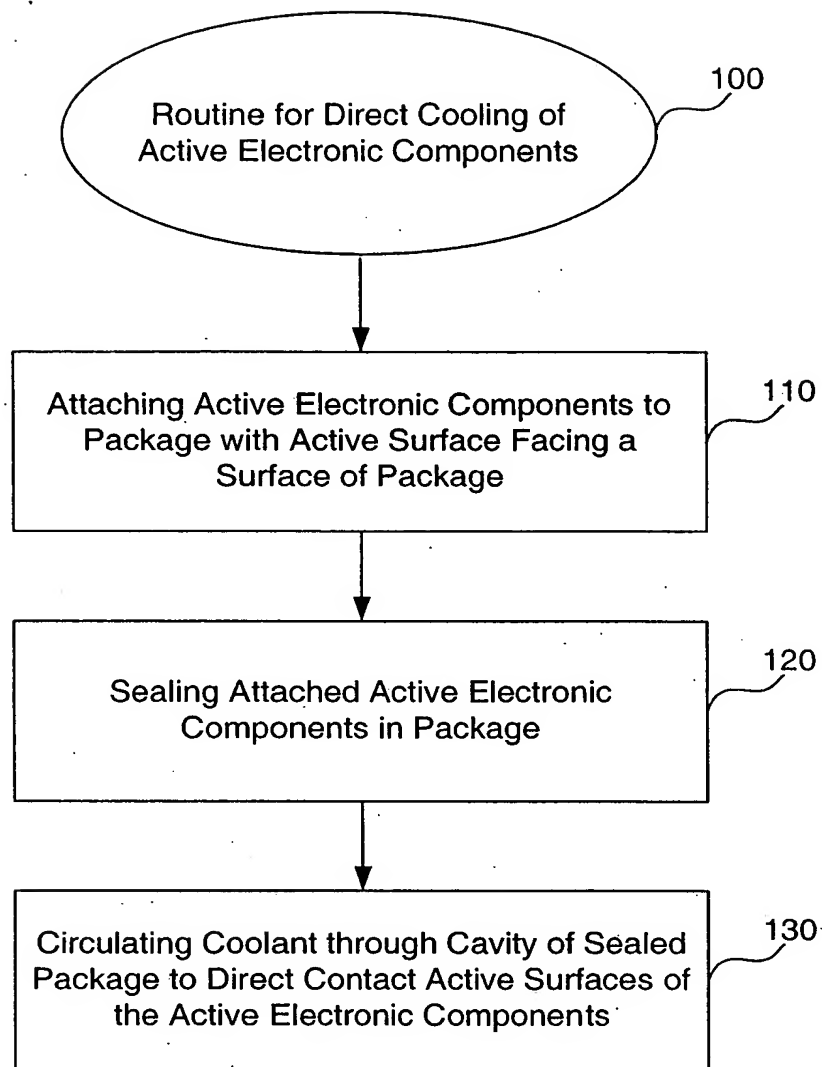 100
Routine for Direct Cooling of
Active Electronic Components
110
Attaching Active Electronic Components to
Package with Active Surface Facing a
Surface of Package
120
Sealing Attached Active Electronic
Components in Package
130
Circulating Coolant through Cavity of Sealed
Package to Direct Contact Active Surfaces of
the Active Electronic Components